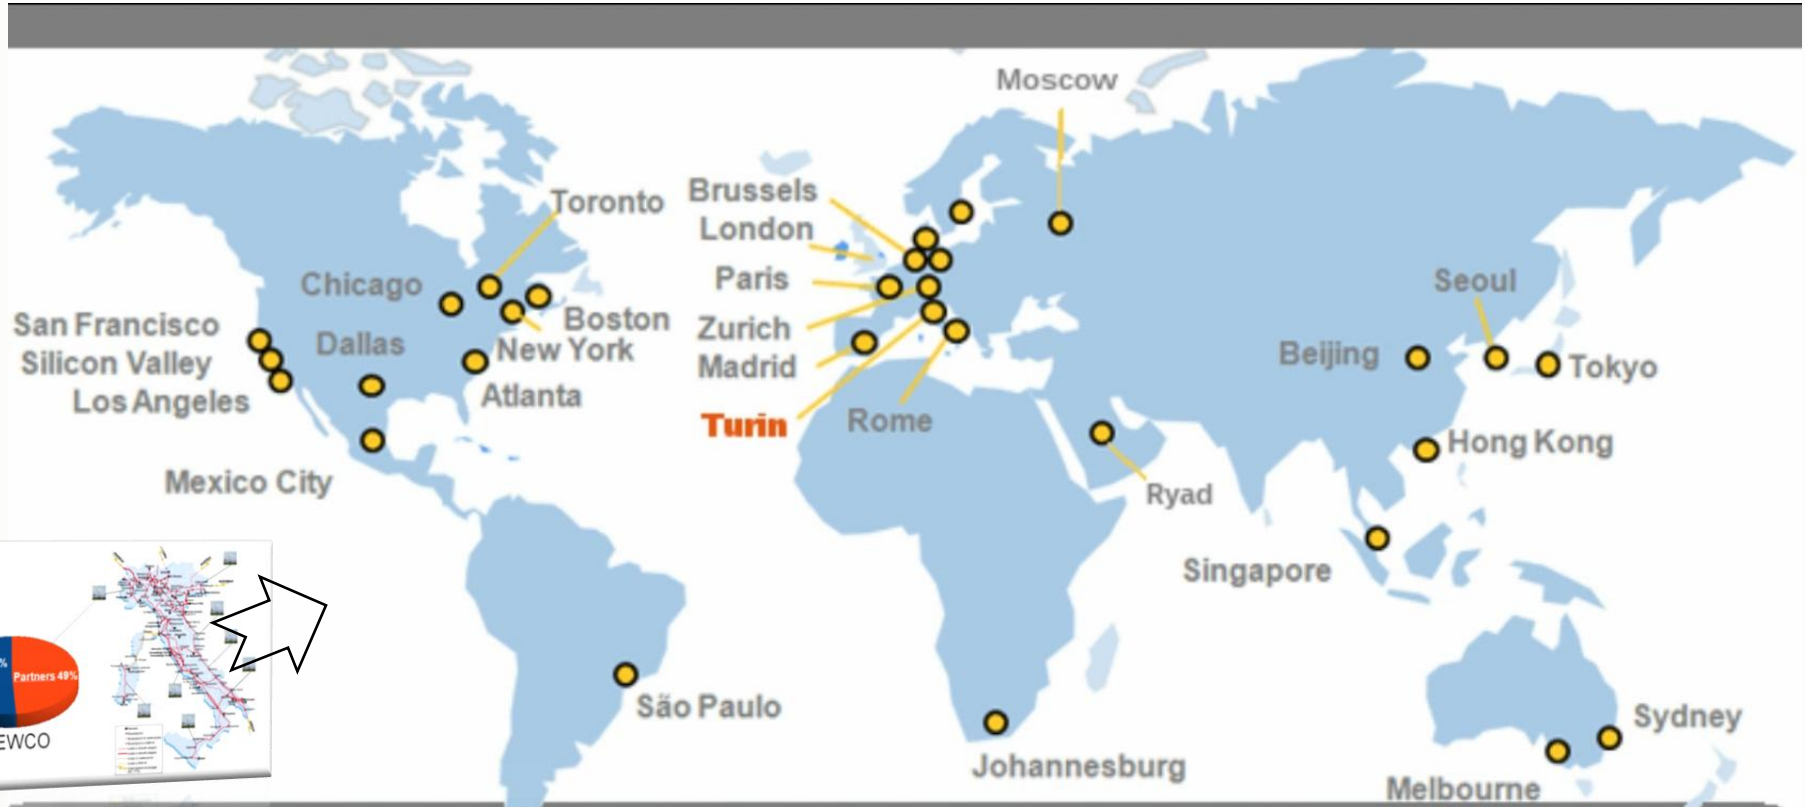 Moscow
Toronto
Brussels
London
Chicago
Paris
Seoul
San Francisco
Boston
Zurich
Dallas
New York
Beijing
Silicon Valley
Madrid
Tokyo
Los Angeles
Atlanta
Turin
Rome
Hong Kong
Mexico City
Ryad
Singapore
%
Partners 49%
São Paulo
Sydney
EWCO
Johannesburg
Melbourne